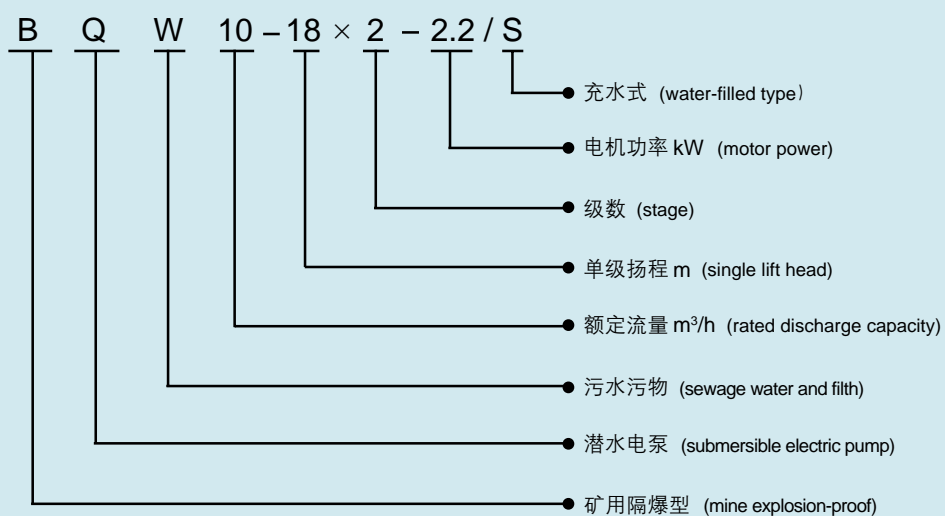 B Q W 10-18×2-2.2/S
充水式 (water-filled type)
电机功率 kW (motor power)
级数 (stage)
单级扬程 m (single lift head)
额定流量 m³/h (rated discharge capacity)
污水污物 (sewage water and filth)
潜水电泵 (submersible electric pump)
矿用隔爆型 (mine explosion-proof)